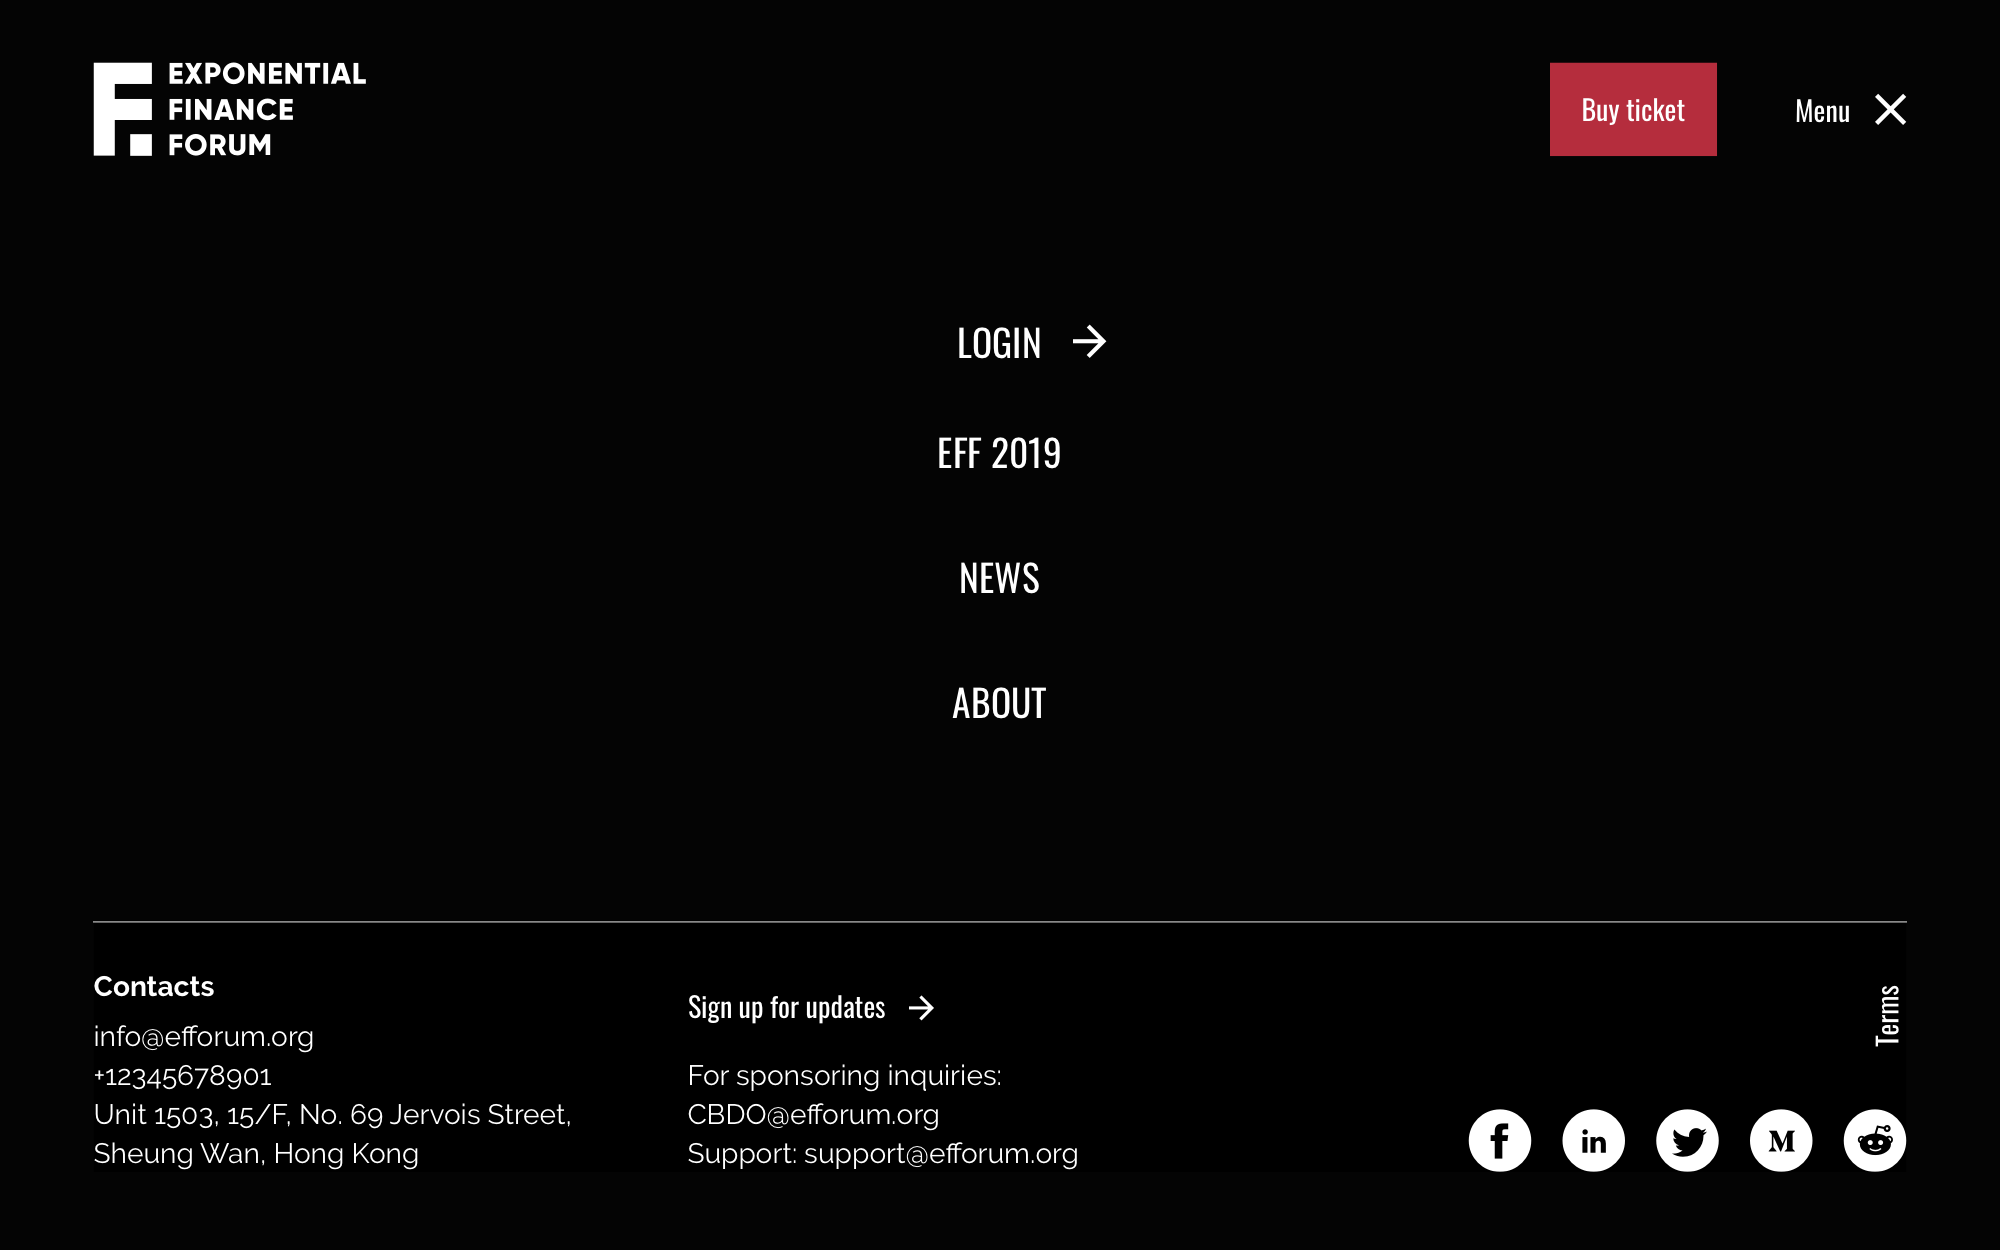 EXPONENTIAL
FINANCE
FORUM
Buy ticket
Menu
LOGIN
EFF 2019
NEWS
ABOUT
Contacts
info@efforum.org
+12345678901
Unit 1503, 15/F, No. 69 Jervois Street,
Sheung Wan, Hong Kong
Sign up for updates
For sponsoring inquiries:
CBDO@efforum.org
Support: support@efforum.org
Terms